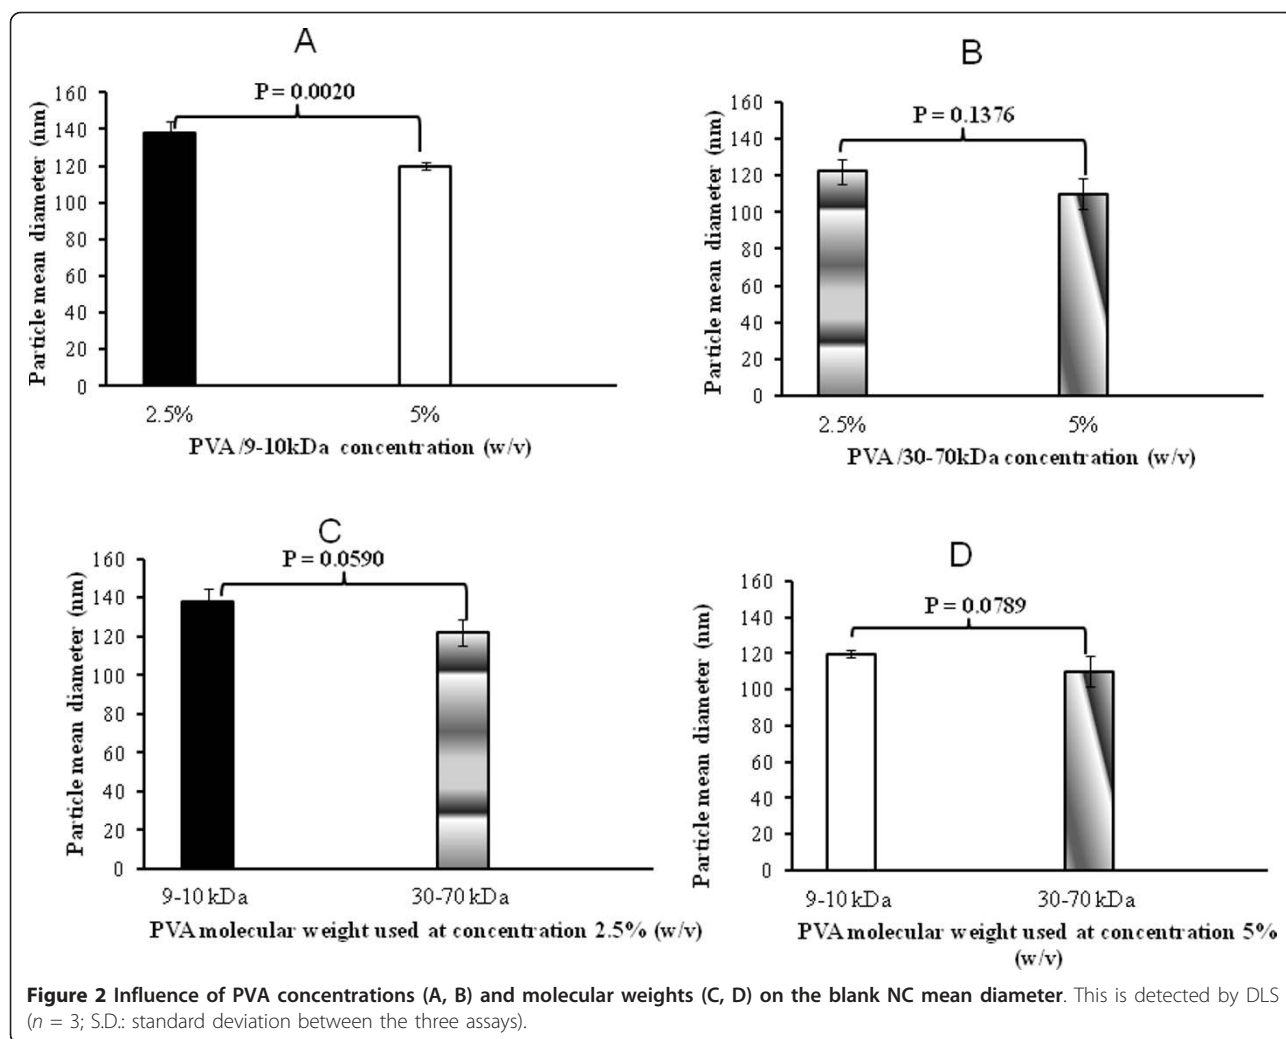 A
P = 0.0020
Particle mean diameter (nm)
160
140
120
100
80
60
40
20
0
2.5%
5%
PVA/9-10kDa concentration (w/v)
B
P = 0.1376
Particle mean diameter (nm)
160
140
120
100
80
60
40
20
0
2.5%
5%
PVA/30-70kDa concentration (w/v)
C
P = 0.0590
Particle mean diameter (nm)
160
140
120
100
80
60
40
20
0
9-10 kDa
30-70 kDa
PVA molecular weight used at concentration 2.5% (w/v)
D
P = 0.0789
Particle mean diameter (nm)
160
140
120
100
80
60
40
20
0
9-10 kDa
30-70 kDa
PVA molecular weight used at concentration 5%
(w/v)
Figure 2 Influence of PVA concentrations (A, B) and molecular weights (C, D) on the blank NC mean diameter. This is detected by DLS
(n = 3; S.D.: standard deviation between the three assays).